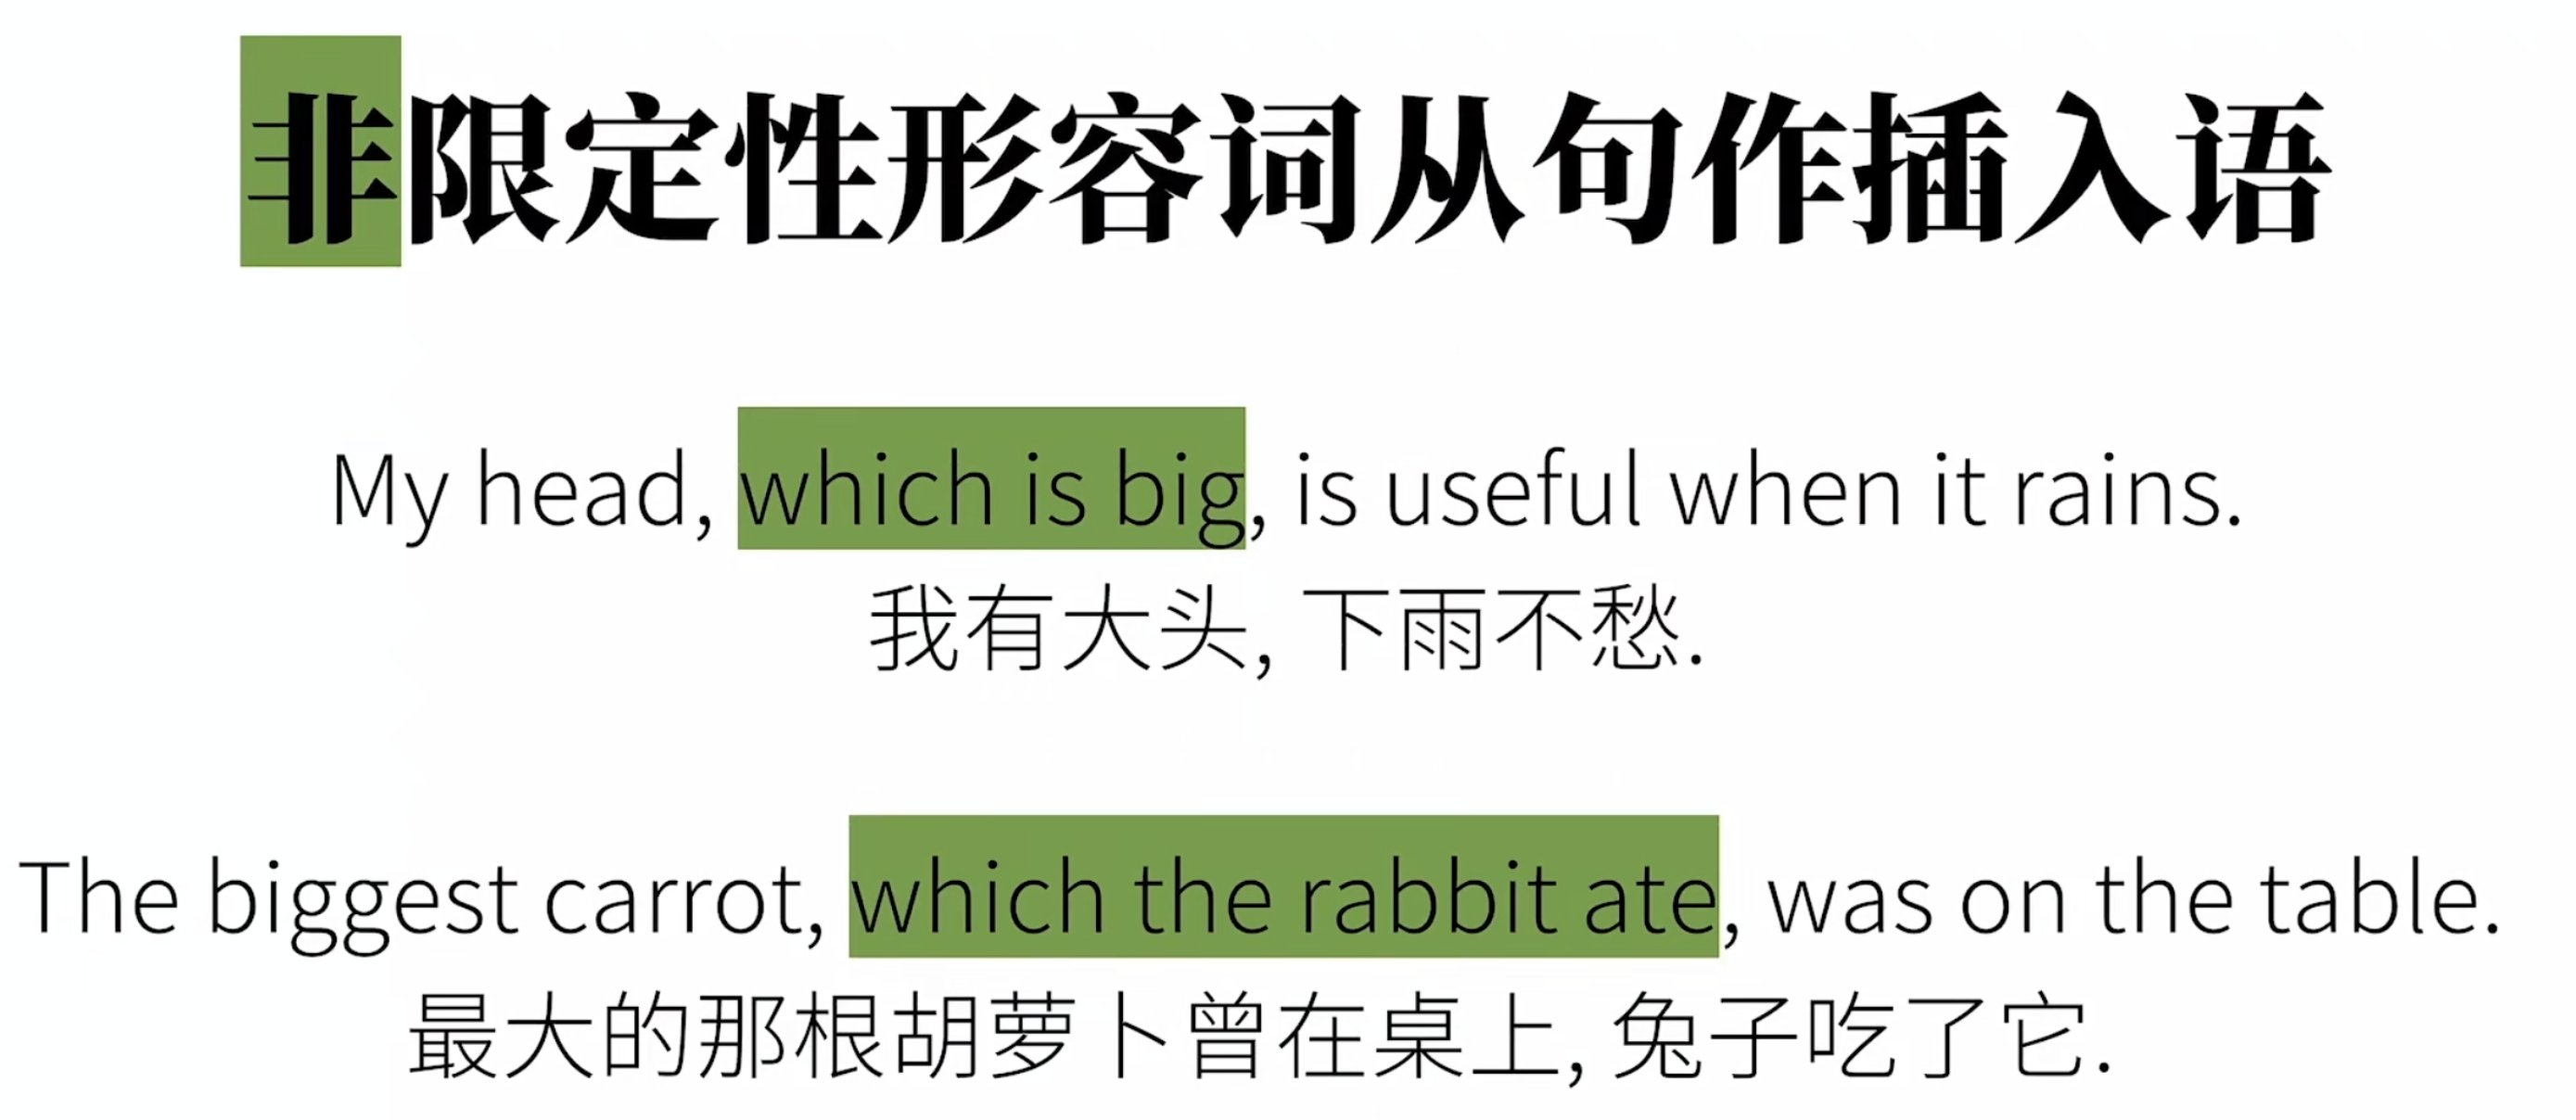 非限定性形容词从句作插入语
My head, which is big, is useful when it rains.
我有大头, 下雨不愁.
The biggest carrot, which the rabbit ate, was on the table.
最大的那根胡萝卜曾在桌上, 兔子吃了它.